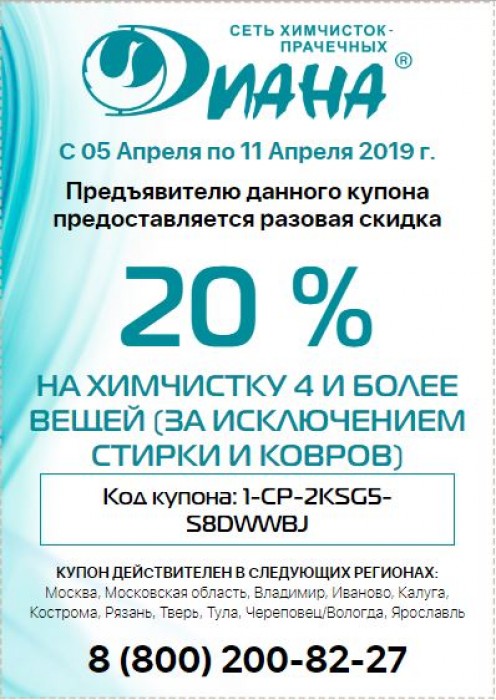 СЕТЬ ХИМЧИСТОК-
ПРАЧЕЧНЫХ
ДИАНА®
С 05 Апреля по 11 Апреля 2019 г.
Предъявителю данного купона
предоставляется разовая скидка
20 %
НА ХИМЧИСТКУ 4 И БОЛЕЕ
ВЕЩЕЙ (ЗА ИСКЛЮЧЕНИЕМ
СТИРКИ И КОВРОВ)
Код купона: 1-CP-2KSG5-
S8DWWBJ
КУПОН ДЕЙСТВИТЕЛЕН В СЛЕДУЮЩИХ РЕГИОНАХ:
Москва, Московская область, Владимир, Иваново, Калуга,
Кострома, Рязань, Тверь, Тула, Череповец/Вологда, Ярославль
8 (800) 200-82-27